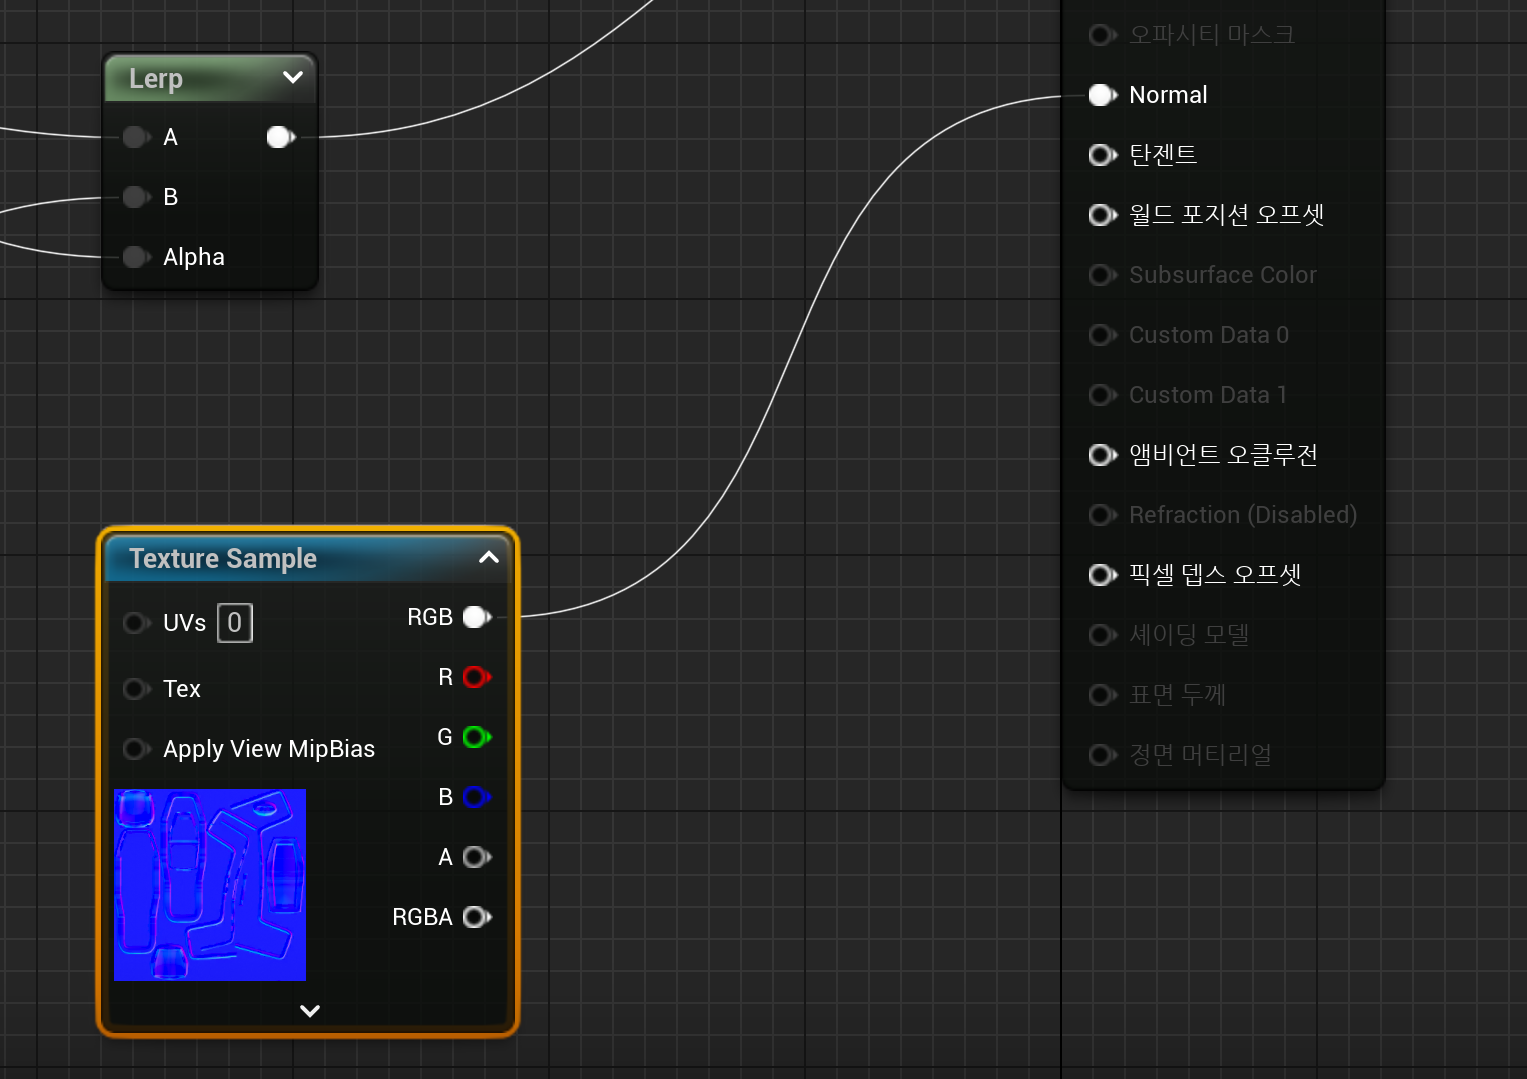 Lerp
A
B
Alpha
Texture Sample
UVs 0
Tex
Apply View MipBias
RGB
R
G
B
A
RGBA
오파시티 마스크
Normal
탄젠트
월드 포지션 오프셋
Subsurface Color
Custom Data 0
Custom Data 1
앰비언트 오클루전
Refraction (Disabled)
픽셀 뎁스 오프셋
셰이딩 모델
표면 두께
정면 머티리얼